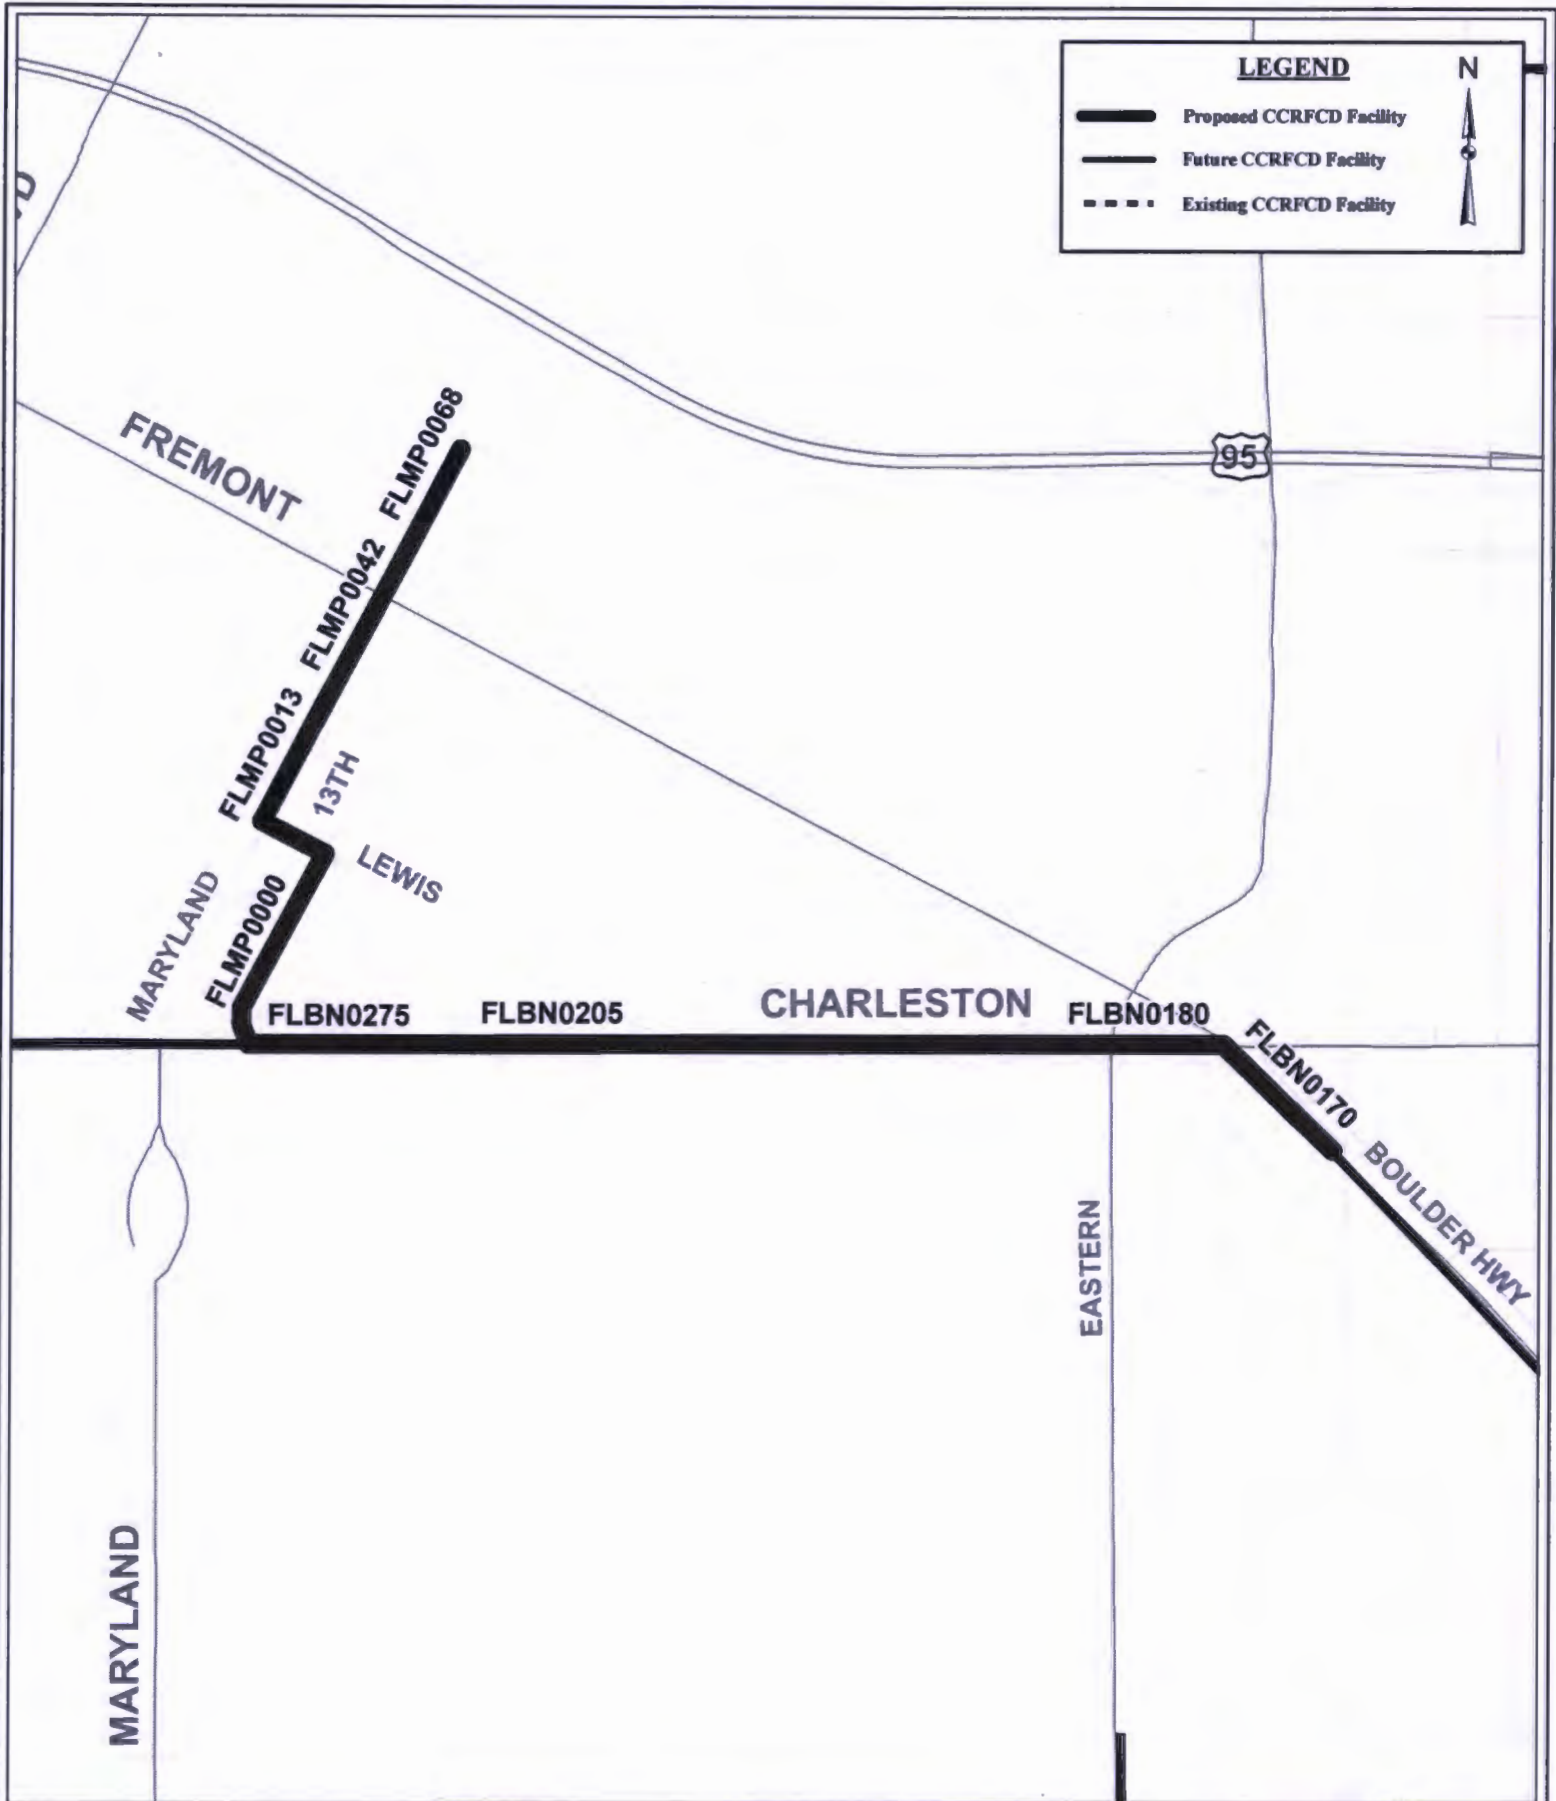 LEGEND
N
Proposed CCRFCD Facility
Future CCRFCD Facility
Existing CCRFCD Facility
FREMONT
FLMP0068
95
FLMP0042
FLMP0013
13TH
LEWIS
MARYLAND
FLMP0000
FLBN0275
FLBN0205
CHARLESTON
FLBN0180
FLBN0170
BOULDER HWY
EASTERN
MARYLAND